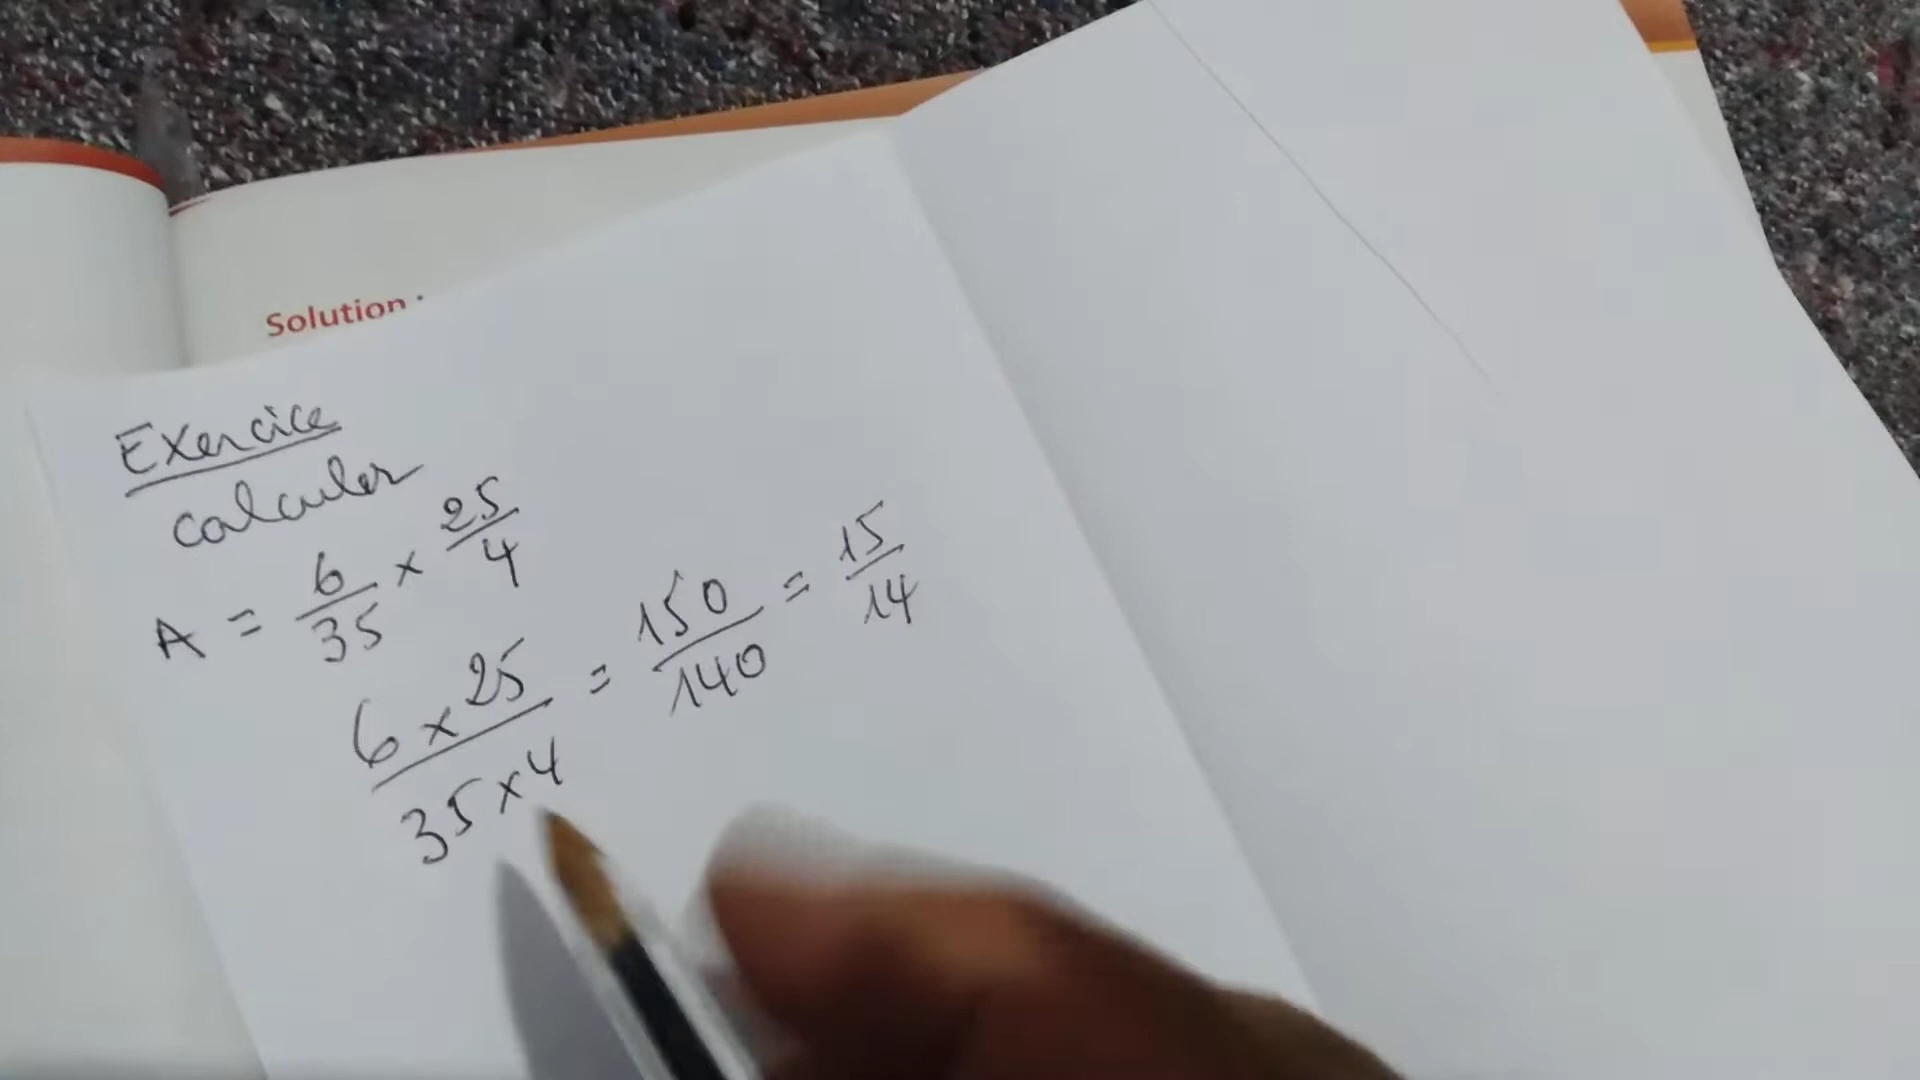 Solution :
Exercice
calculer
A = 6/35 × 25/4
6 × 25 / 35 × 4 = 150/140 = 15/14